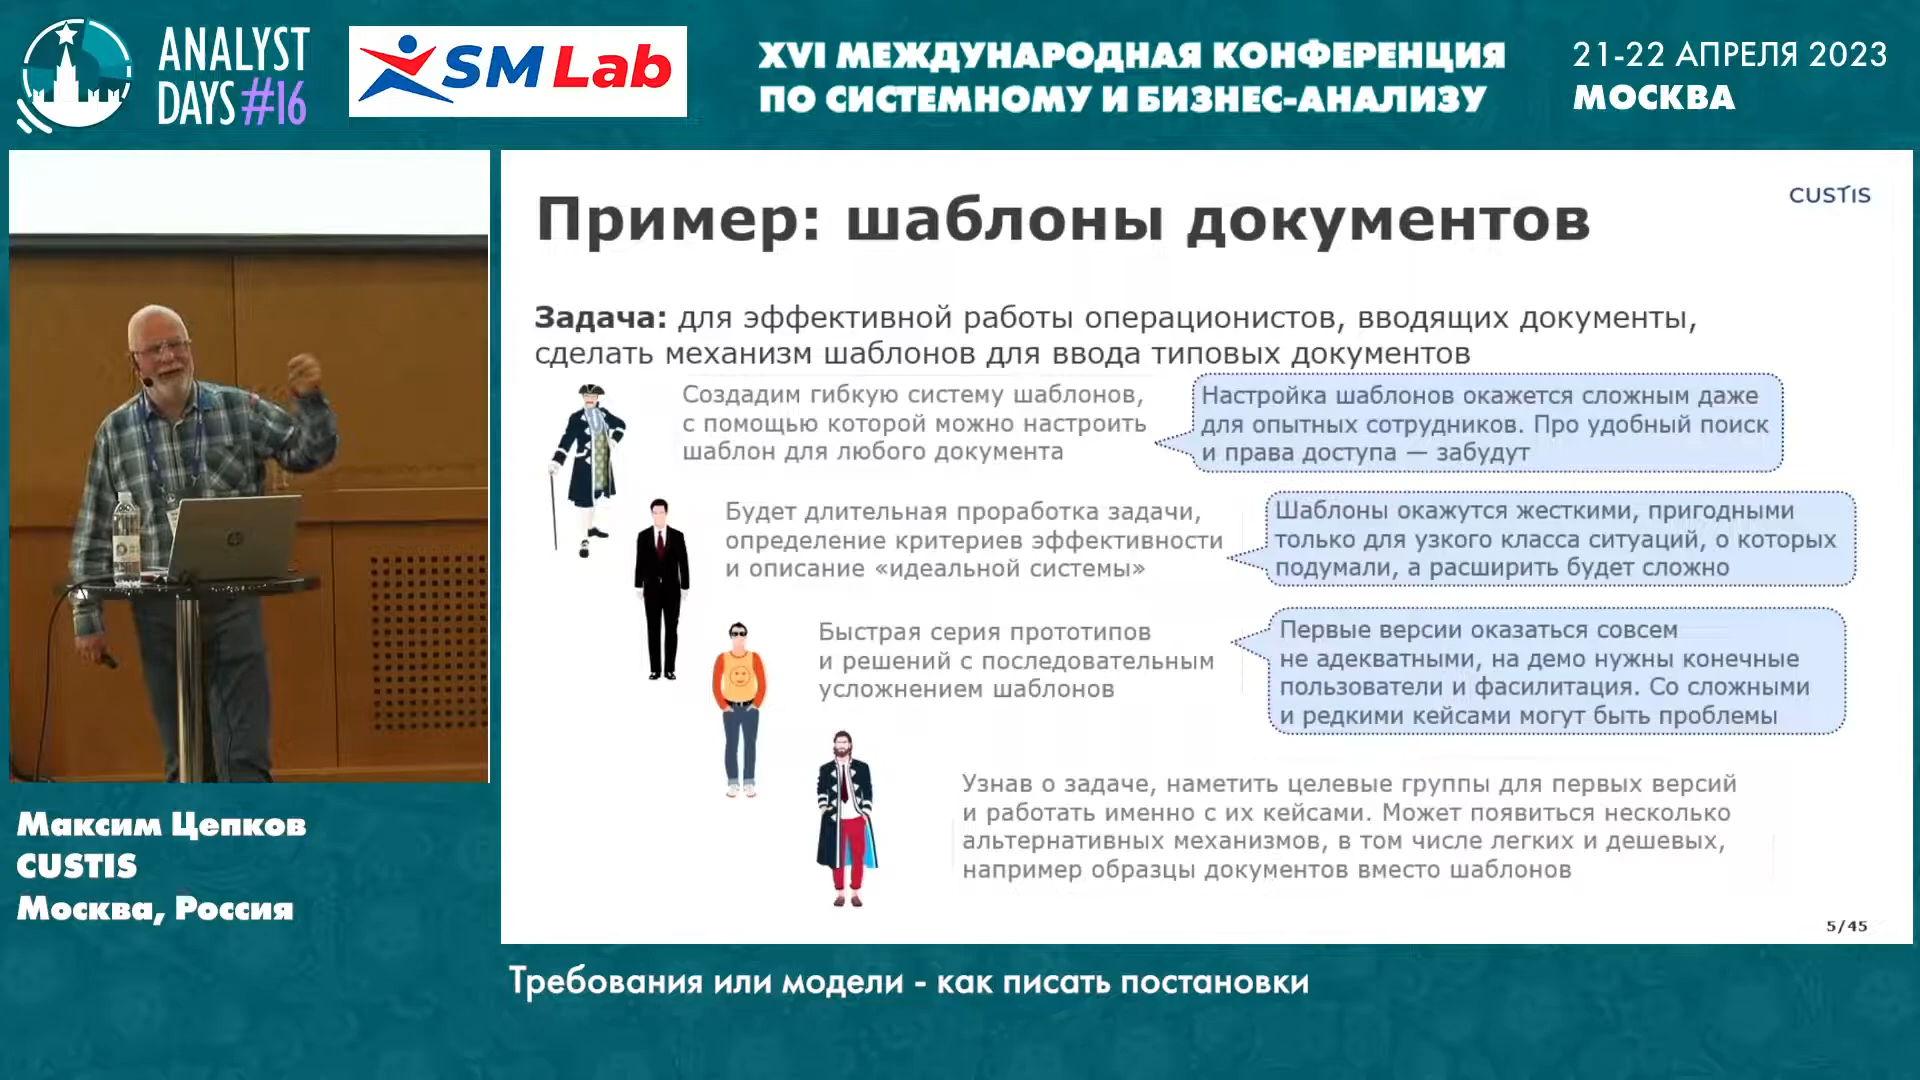 ANALYST
DAYS #16
SM Lab
XVI МЕЖДУНАРОДНАЯ КОНФЕРЕНЦИЯ
ПО СИСТЕМНОМУ И БИЗНЕС-АНАЛИЗУ
21-22 АПРЕЛЯ 2023
МОСКВА
CUSTIS
Пример: шаблоны документов
Задача: для эффективной работы операционистов, вводящих документы,
сделать механизм шаблонов для ввода типовых документов
Создадим гибкую систему шаблонов,
с помощью которой можно настроить
шаблон для любого документа
Настройка шаблонов окажется сложным даже
для опытных сотрудников. Про удобный поиск
и права доступа — забудут
Будет длительная проработка задачи,
определение критериев эффективности
и описание «идеальной системы»
Шаблоны окажутся жесткими, пригодными
только для узкого класса ситуаций, о которых
подумали, а расширить будет сложно
Быстрая серия прототипов
и решений с последовательным
усложнением шаблонов
Первые версии оказаться совсем
не адекватными, на демо нужны конечные
пользователи и фасилитация. Со сложными
и редкими кейсами могут быть проблемы
Узнав о задаче, наметить целевые группы для первых версий
и работать именно с их кейсами. Может появиться несколько
альтернативных механизмов, в том числе легких и дешевых,
например образцы документов вместо шаблонов
5/45
Максим Цепков
CUSTIS
Москва, Россия
Требования или модели - как писать постановки